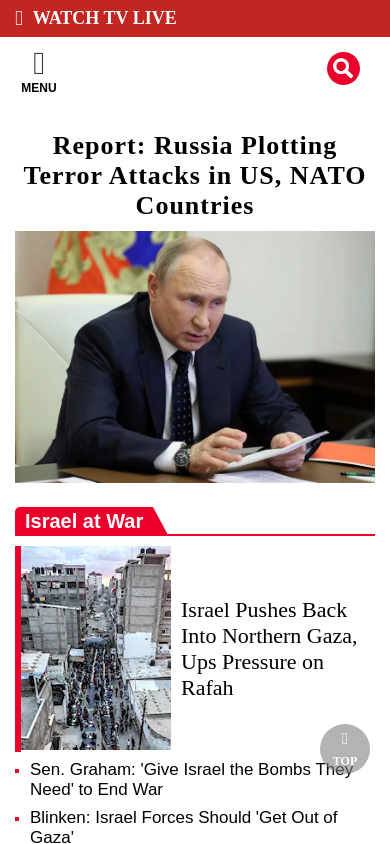 WATCH TV LIVE
MENU
Report: Russia Plotting
Terror Attacks in US, NATO
Countries
Israel at War
Israel Pushes Back
Into Northern Gaza,
Ups Pressure on
Rafah
TOP
Sen. Graham: 'Give Israel the Bombs They
Need' to End War
Blinken: Israel Forces Should 'Get Out of
Gaza'